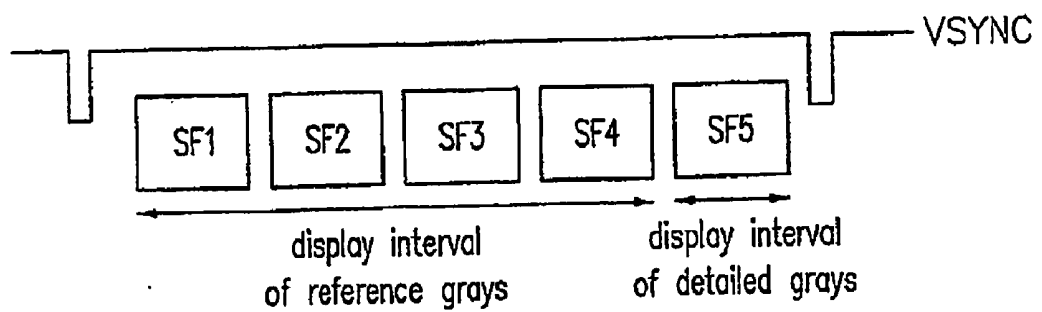 VSYNC
SF1 SF2 SF3 SF4 SF5
display interval
of reference grays
display interval
of detailed grays